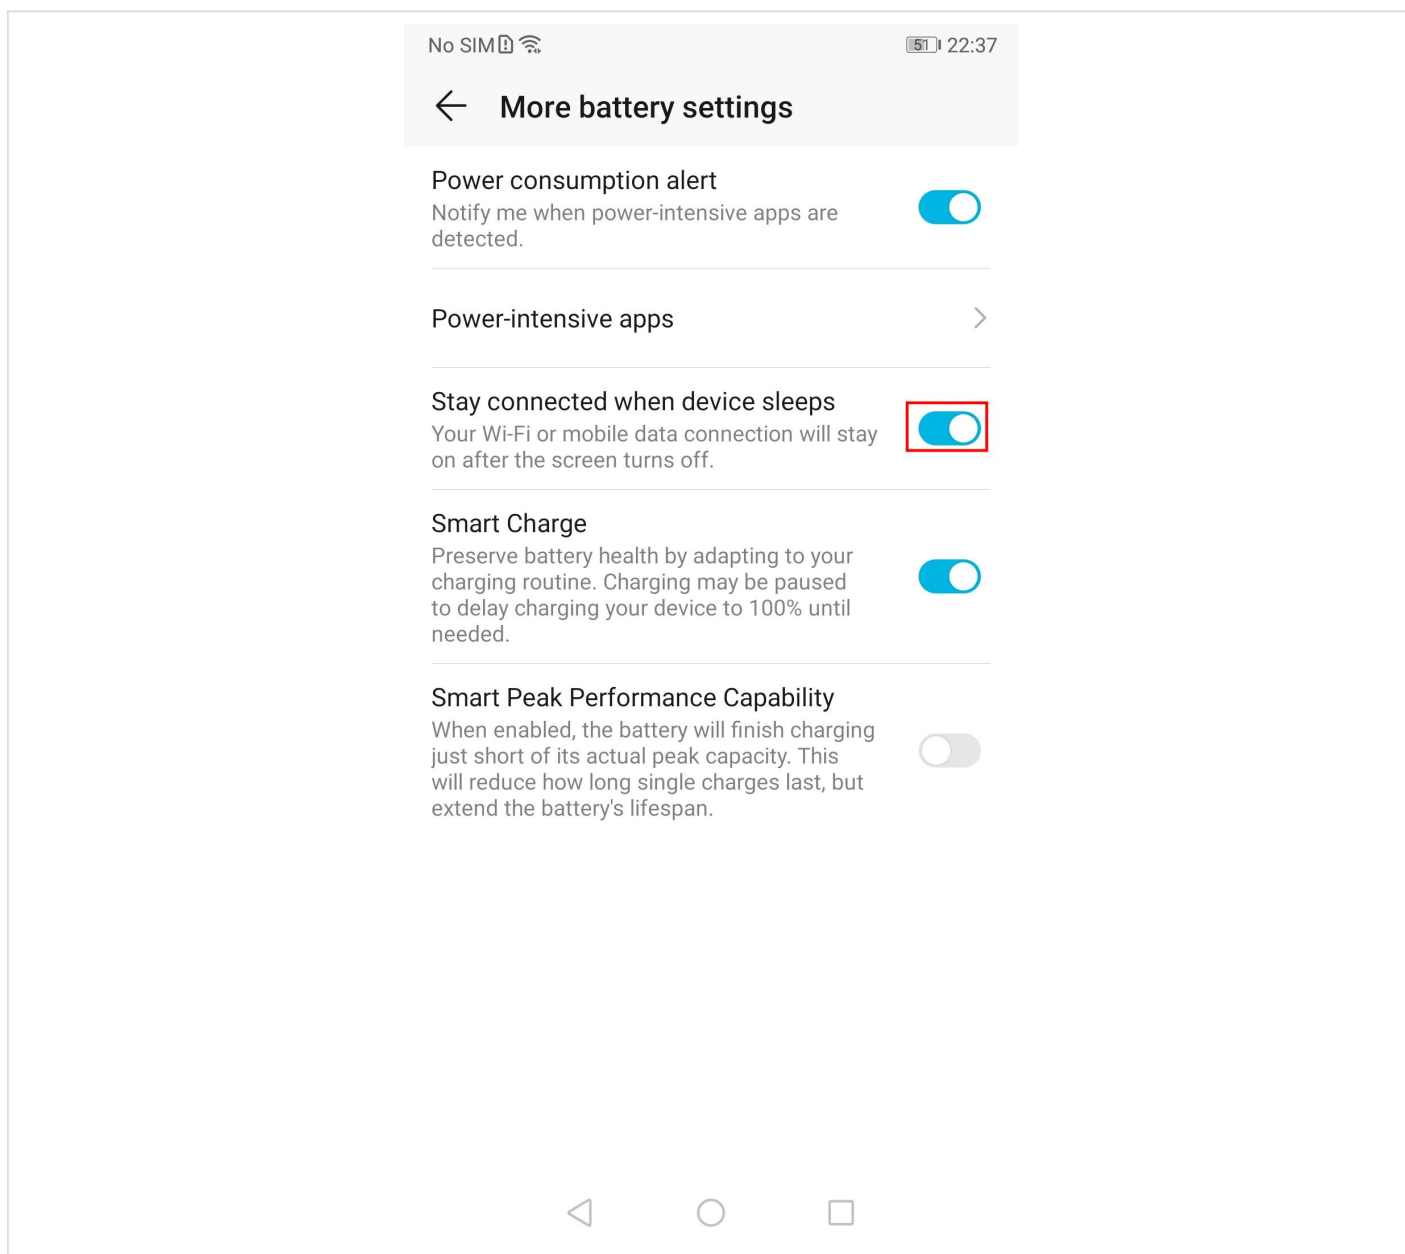 No SIM 51 22:37
More battery settings
Power consumption alert
Notify me when power-intensive apps are
detected.
Power-intensive apps
Stay connected when device sleeps
Your Wi-Fi or mobile data connection will stay
on after the screen turns off.
Smart Charge
Preserve battery health by adapting to your
charging routine. Charging may be paused
to delay charging your device to 100% until
needed.
Smart Peak Performance Capability
When enabled, the battery will finish charging
just short of its actual peak capacity. This
will reduce how long single charges last, but
extend the battery's lifespan.